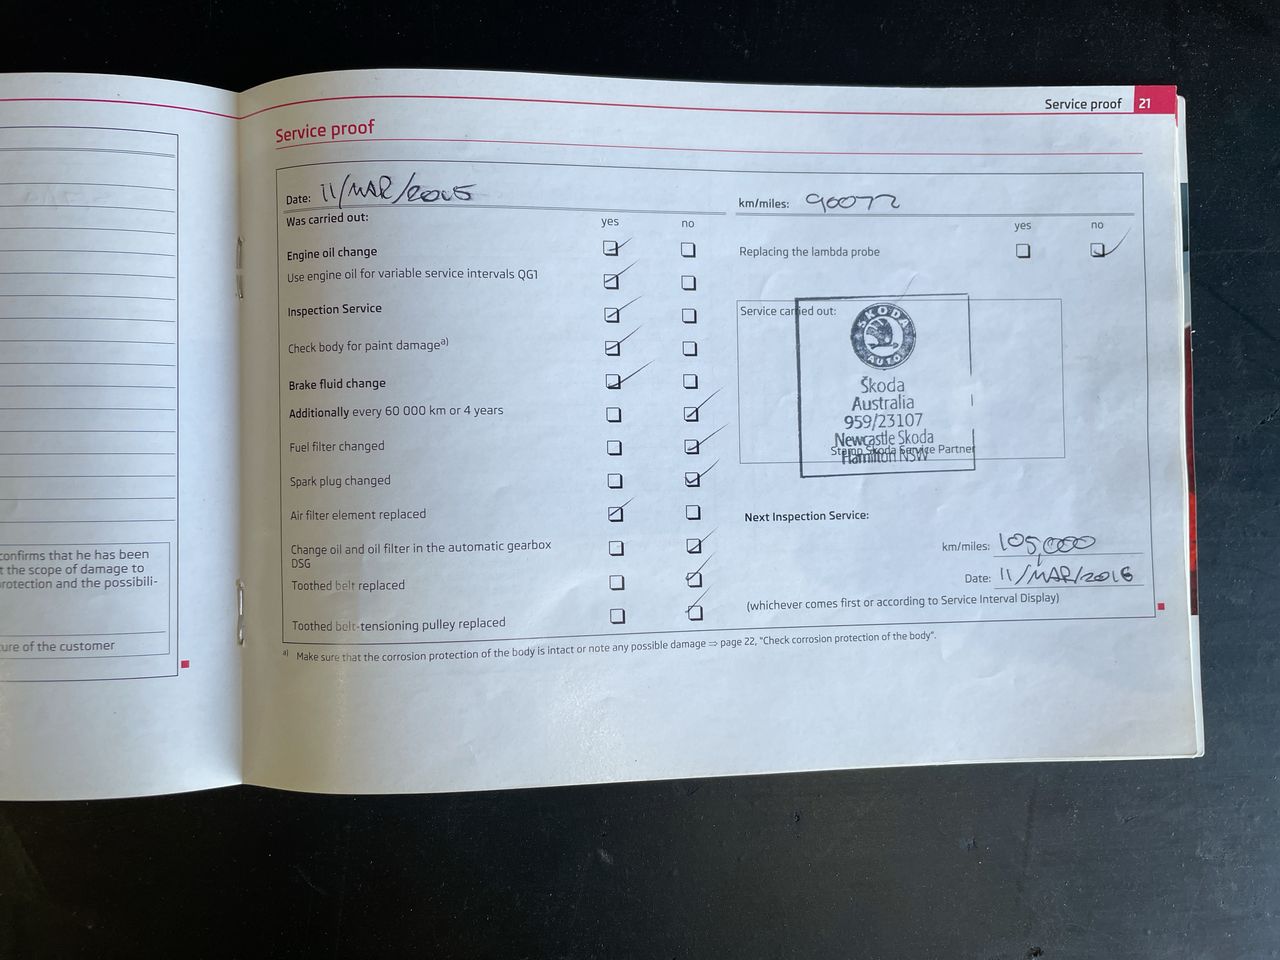 Service proof 21
Service proof
Date: 11/MAR/2015
km/miles: 90072
Was carried out:
yes no
yes no
Engine oil change
Replacing the lambda probe
Use engine oil for variable service intervals QG1
Inspection Service
Check body for paint damagea)
Brake fluid change
Additionally every 60 000 km or 4 years
Fuel filter changed
Spark plug changed
Air filter element replaced
Change oil and oil filter in the automatic gearbox
DSG
Toothed belt replaced
Toothed belt-tensioning pulley replaced
Service carried out:
ŠKODA
AUTO
Škoda
Australia
959/23107
Newcastle Skoda
Hamilton NSW
Stamp Škoda Service Partner
Next Inspection Service:
km/miles: 105,000
Date: 11/MAR/2016
(whichever comes first or according to Service Interval Display)
a) Make sure that the corrosion protection of the body is intact or note any possible damage ⇒ page 22, "Check corrosion protection of the body".
confirms that he has been
t the scope of damage to
rotection and the possibili-
ure of the customer